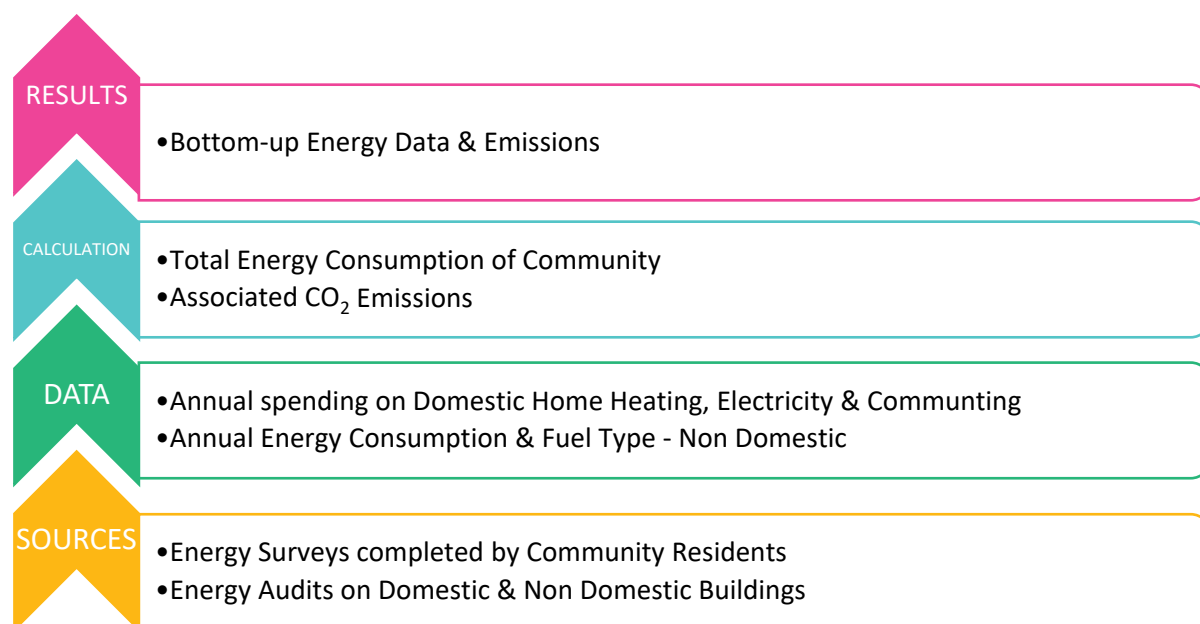 RESULTS
•Bottom-up Energy Data & Emissions
CALCULATION
•Total Energy Consumption of Community
•Associated CO₂ Emissions
DATA
•Annual spending on Domestic Home Heating, Electricity & Communting
•Annual Energy Consumption & Fuel Type - Non Domestic
SOURCES
•Energy Surveys completed by Community Residents
•Energy Audits on Domestic & Non Domestic Buildings